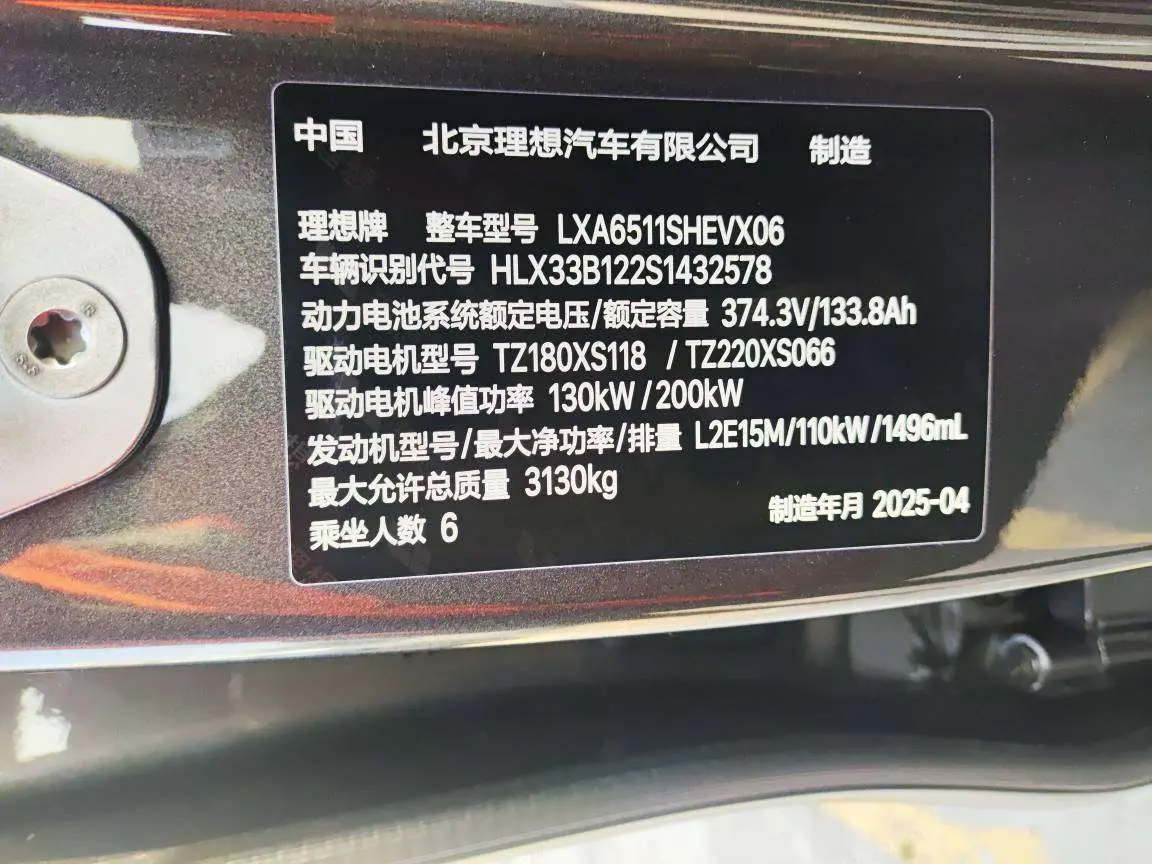 中国 北京理想汽车有限公司 制造
理想牌 整车型号 LXA6511SHEVX06
车辆识别代号 HLX33B122S1432578
动力电池系统额定电压/额定容量 374.3V/133.8Ah
驱动电机型号 TZ180XS118 / TZ220XS066
驱动电机峰值功率 130kW / 200kW
发动机型号/最大净功率/排量 L2E15M/110kW/1496mL
最大允许总质量 3130kg
乘坐人数 6 制造年月 2025-04